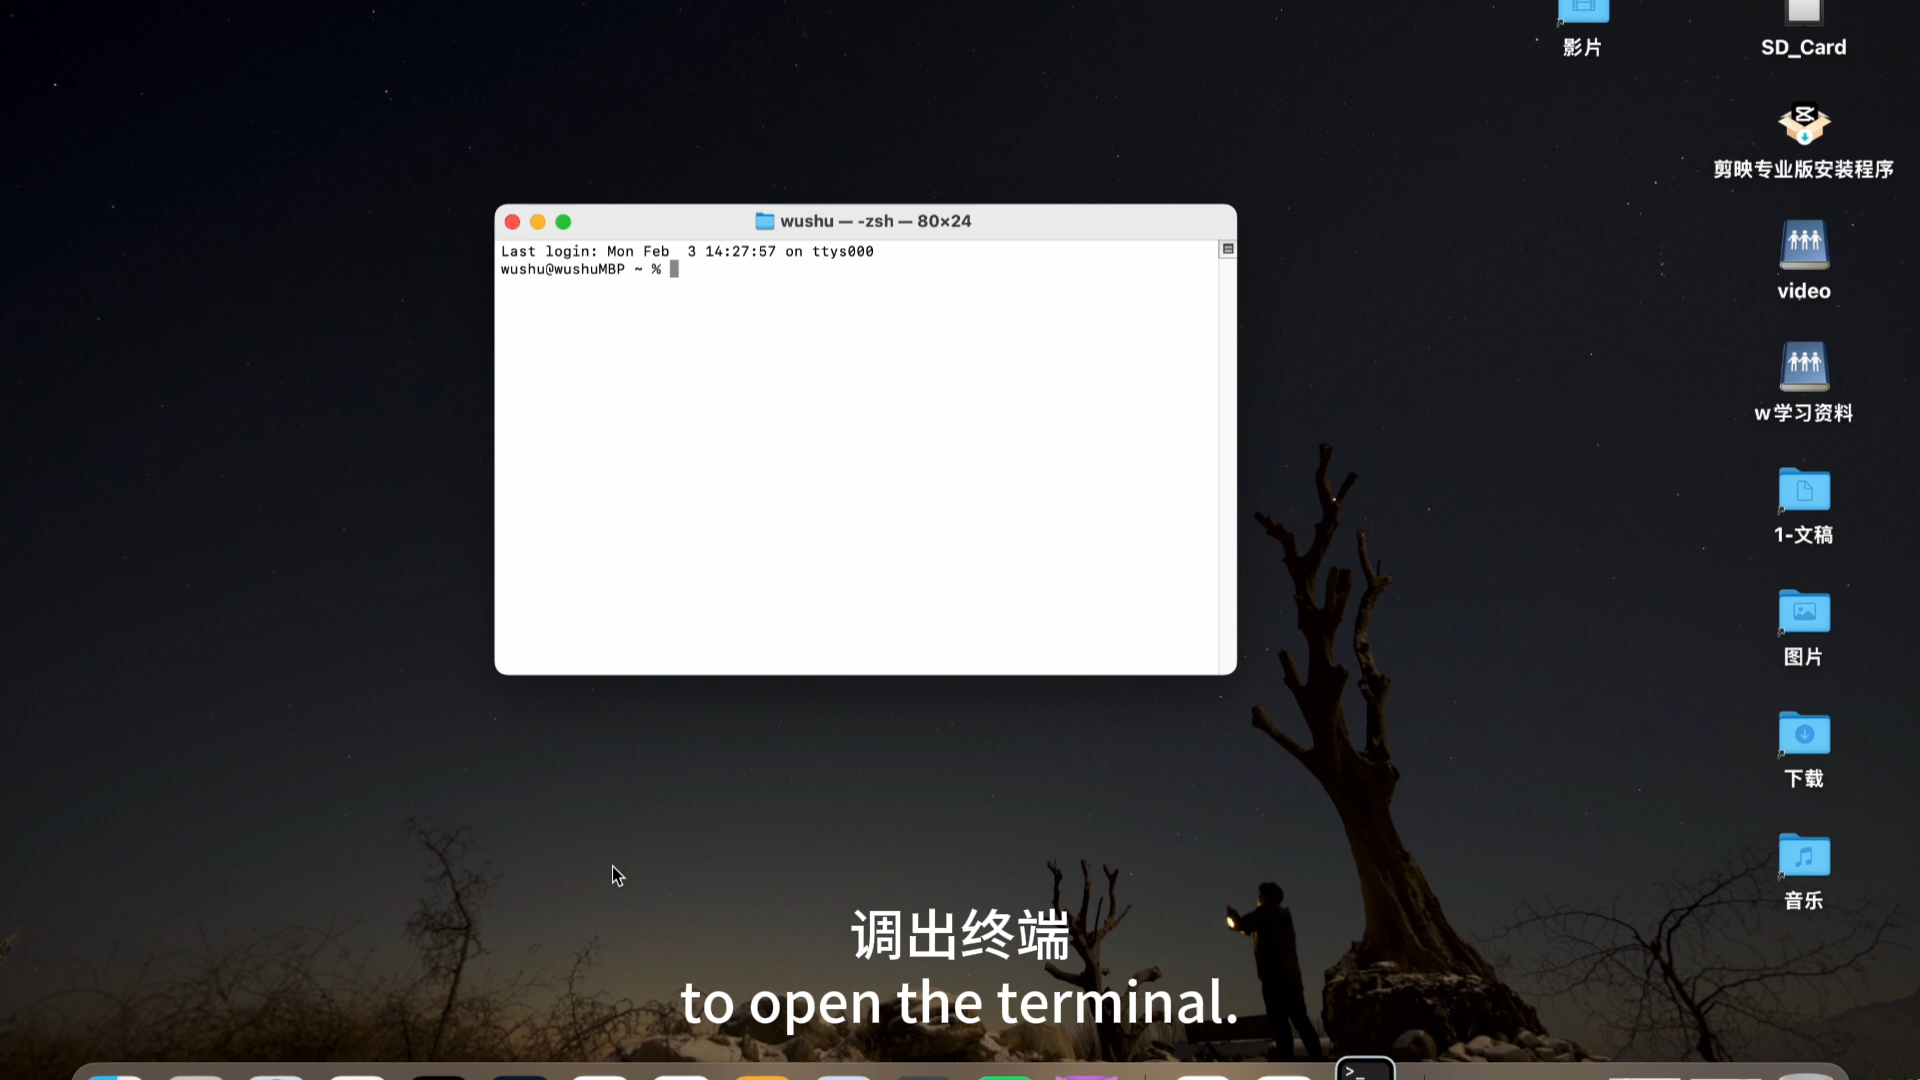 影片
SD_Card
剪映专业版安装程序
wushu — -zsh — 80×24
Last login: Mon Feb  3 14:27:57 on ttys000
wushu@wushuMBP ~ %
video
w学习资料
1-文稿
图片
下载
音乐
调出终端
to open the terminal.
>_